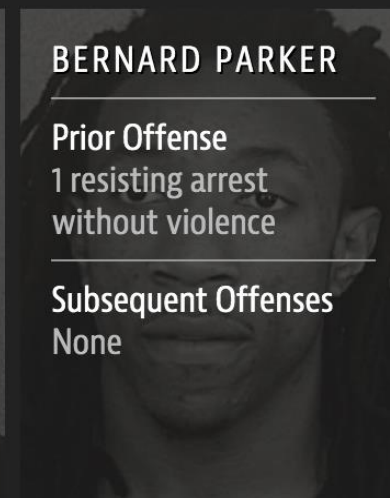 BERNARD PARKER
Prior Offense
1 resisting arrest
without violence
Subsequent Offenses
None